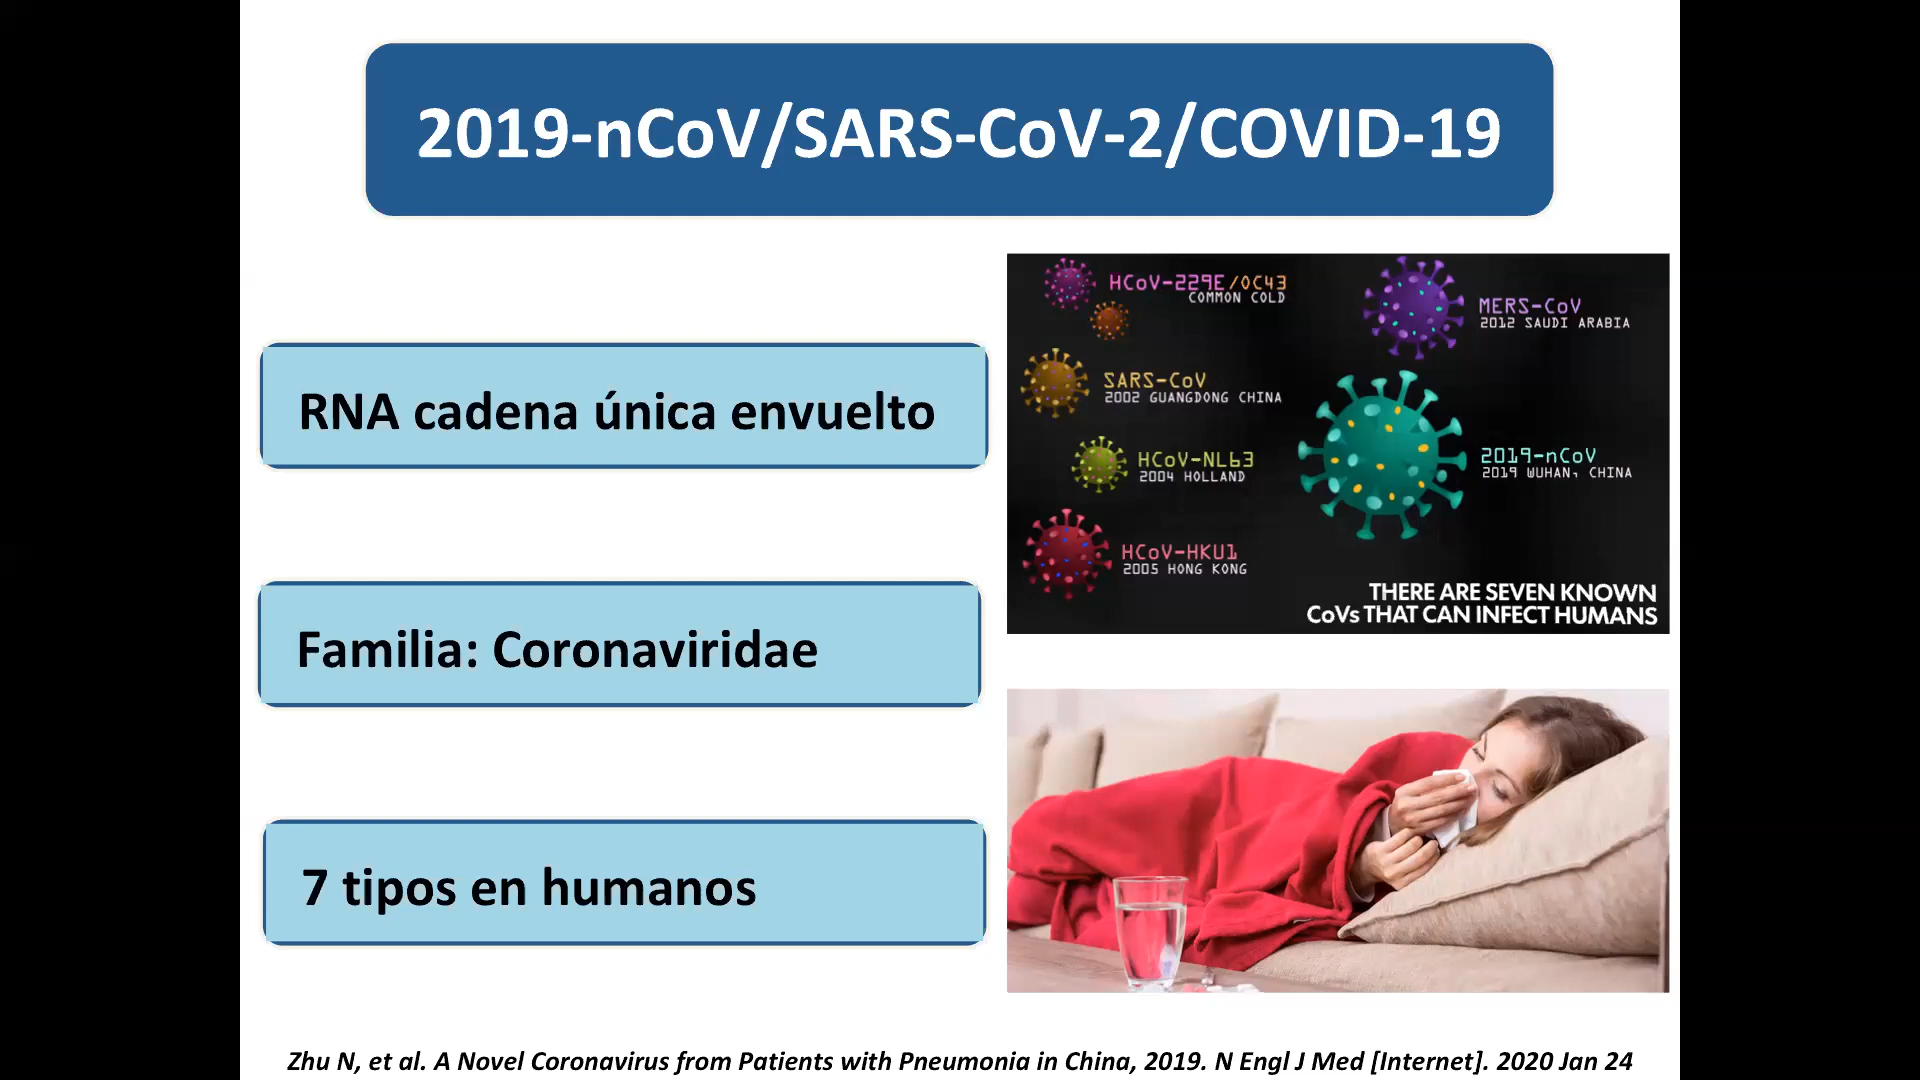 2019-nCoV/SARS-CoV-2/COVID-19
RNA cadena única envuelto
Familia: Coronaviridae
7 tipos en humanos
HCoV-229E/OC43
COMMON COLD
MERS-CoV
2012 SAUDI ARABIA
SARS-CoV
2002 GUANGDONG CHINA
HCoV-NL63
2004 HOLLAND
2019-nCoV
2019 WUHAN, CHINA
HCoV-HKU1
2005 HONG KONG
THERE ARE SEVEN KNOWN
CoVs THAT CAN INFECT HUMANS
Zhu N, et al. A Novel Coronavirus from Patients with Pneumonia in China, 2019. N Engl J Med [Internet]. 2020 Jan 24